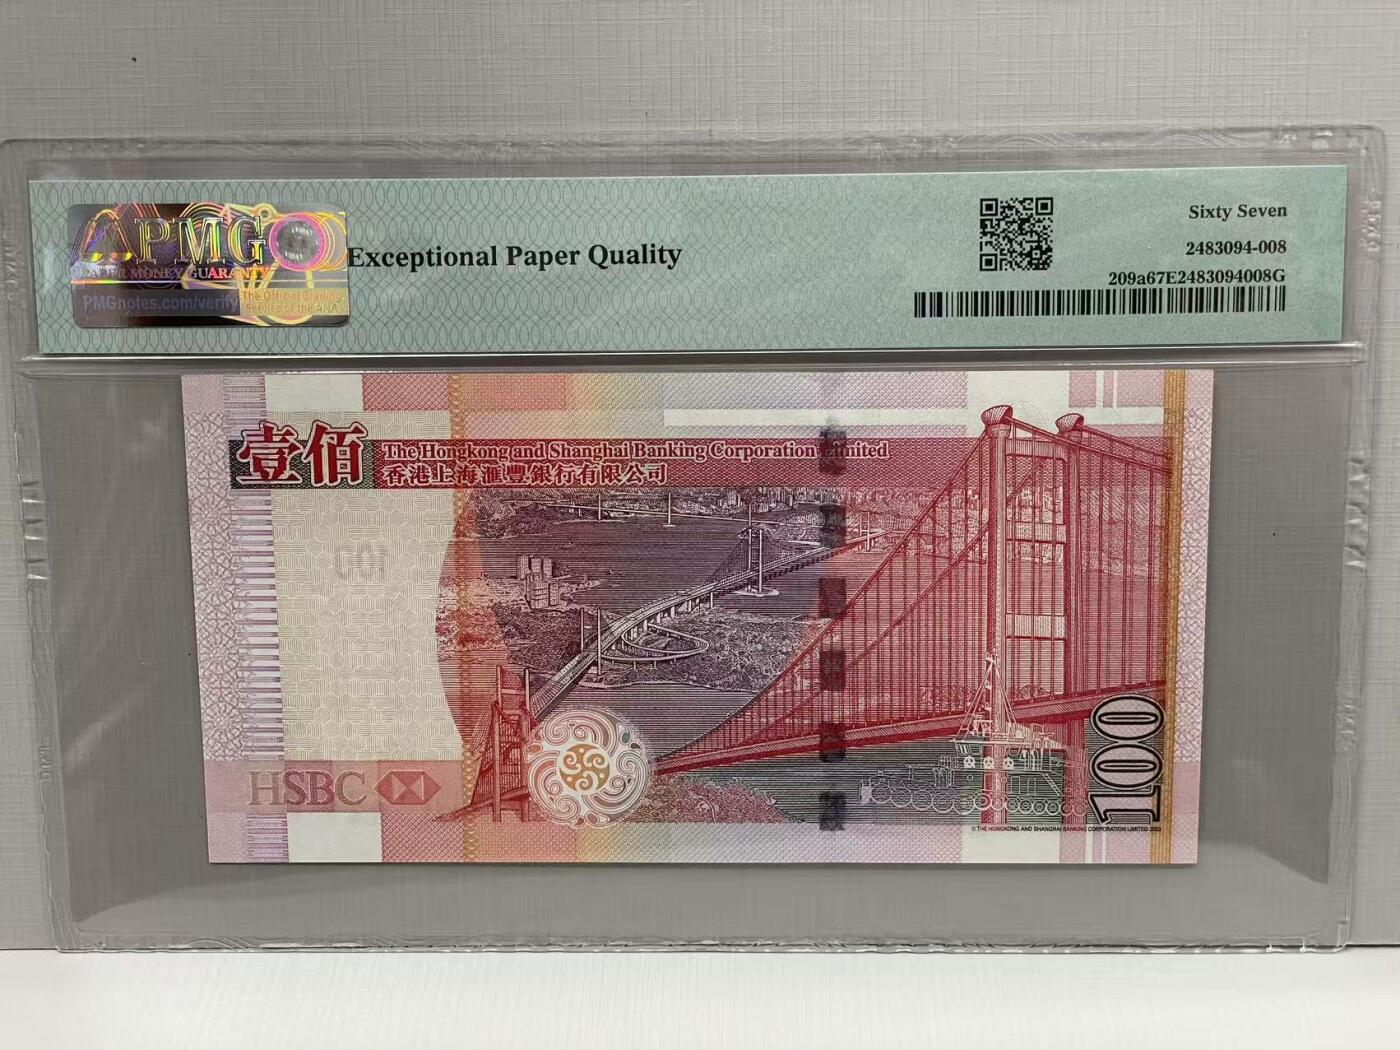 PMG
PAPER MONEY GUARANTY
PMGnotes.com/verify
The Official Grading
Service of the ANA
Exceptional Paper Quality
Sixty Seven
2483094-008
209a67E2483094008G
壹佰
The Hongkong and Shanghai Banking Corporation Limited
香港上海滙豐銀行有限公司
100
HSBC
100
© THE HONGKONG AND SHANGHAI BANKING CORPORATION LIMITED 2003